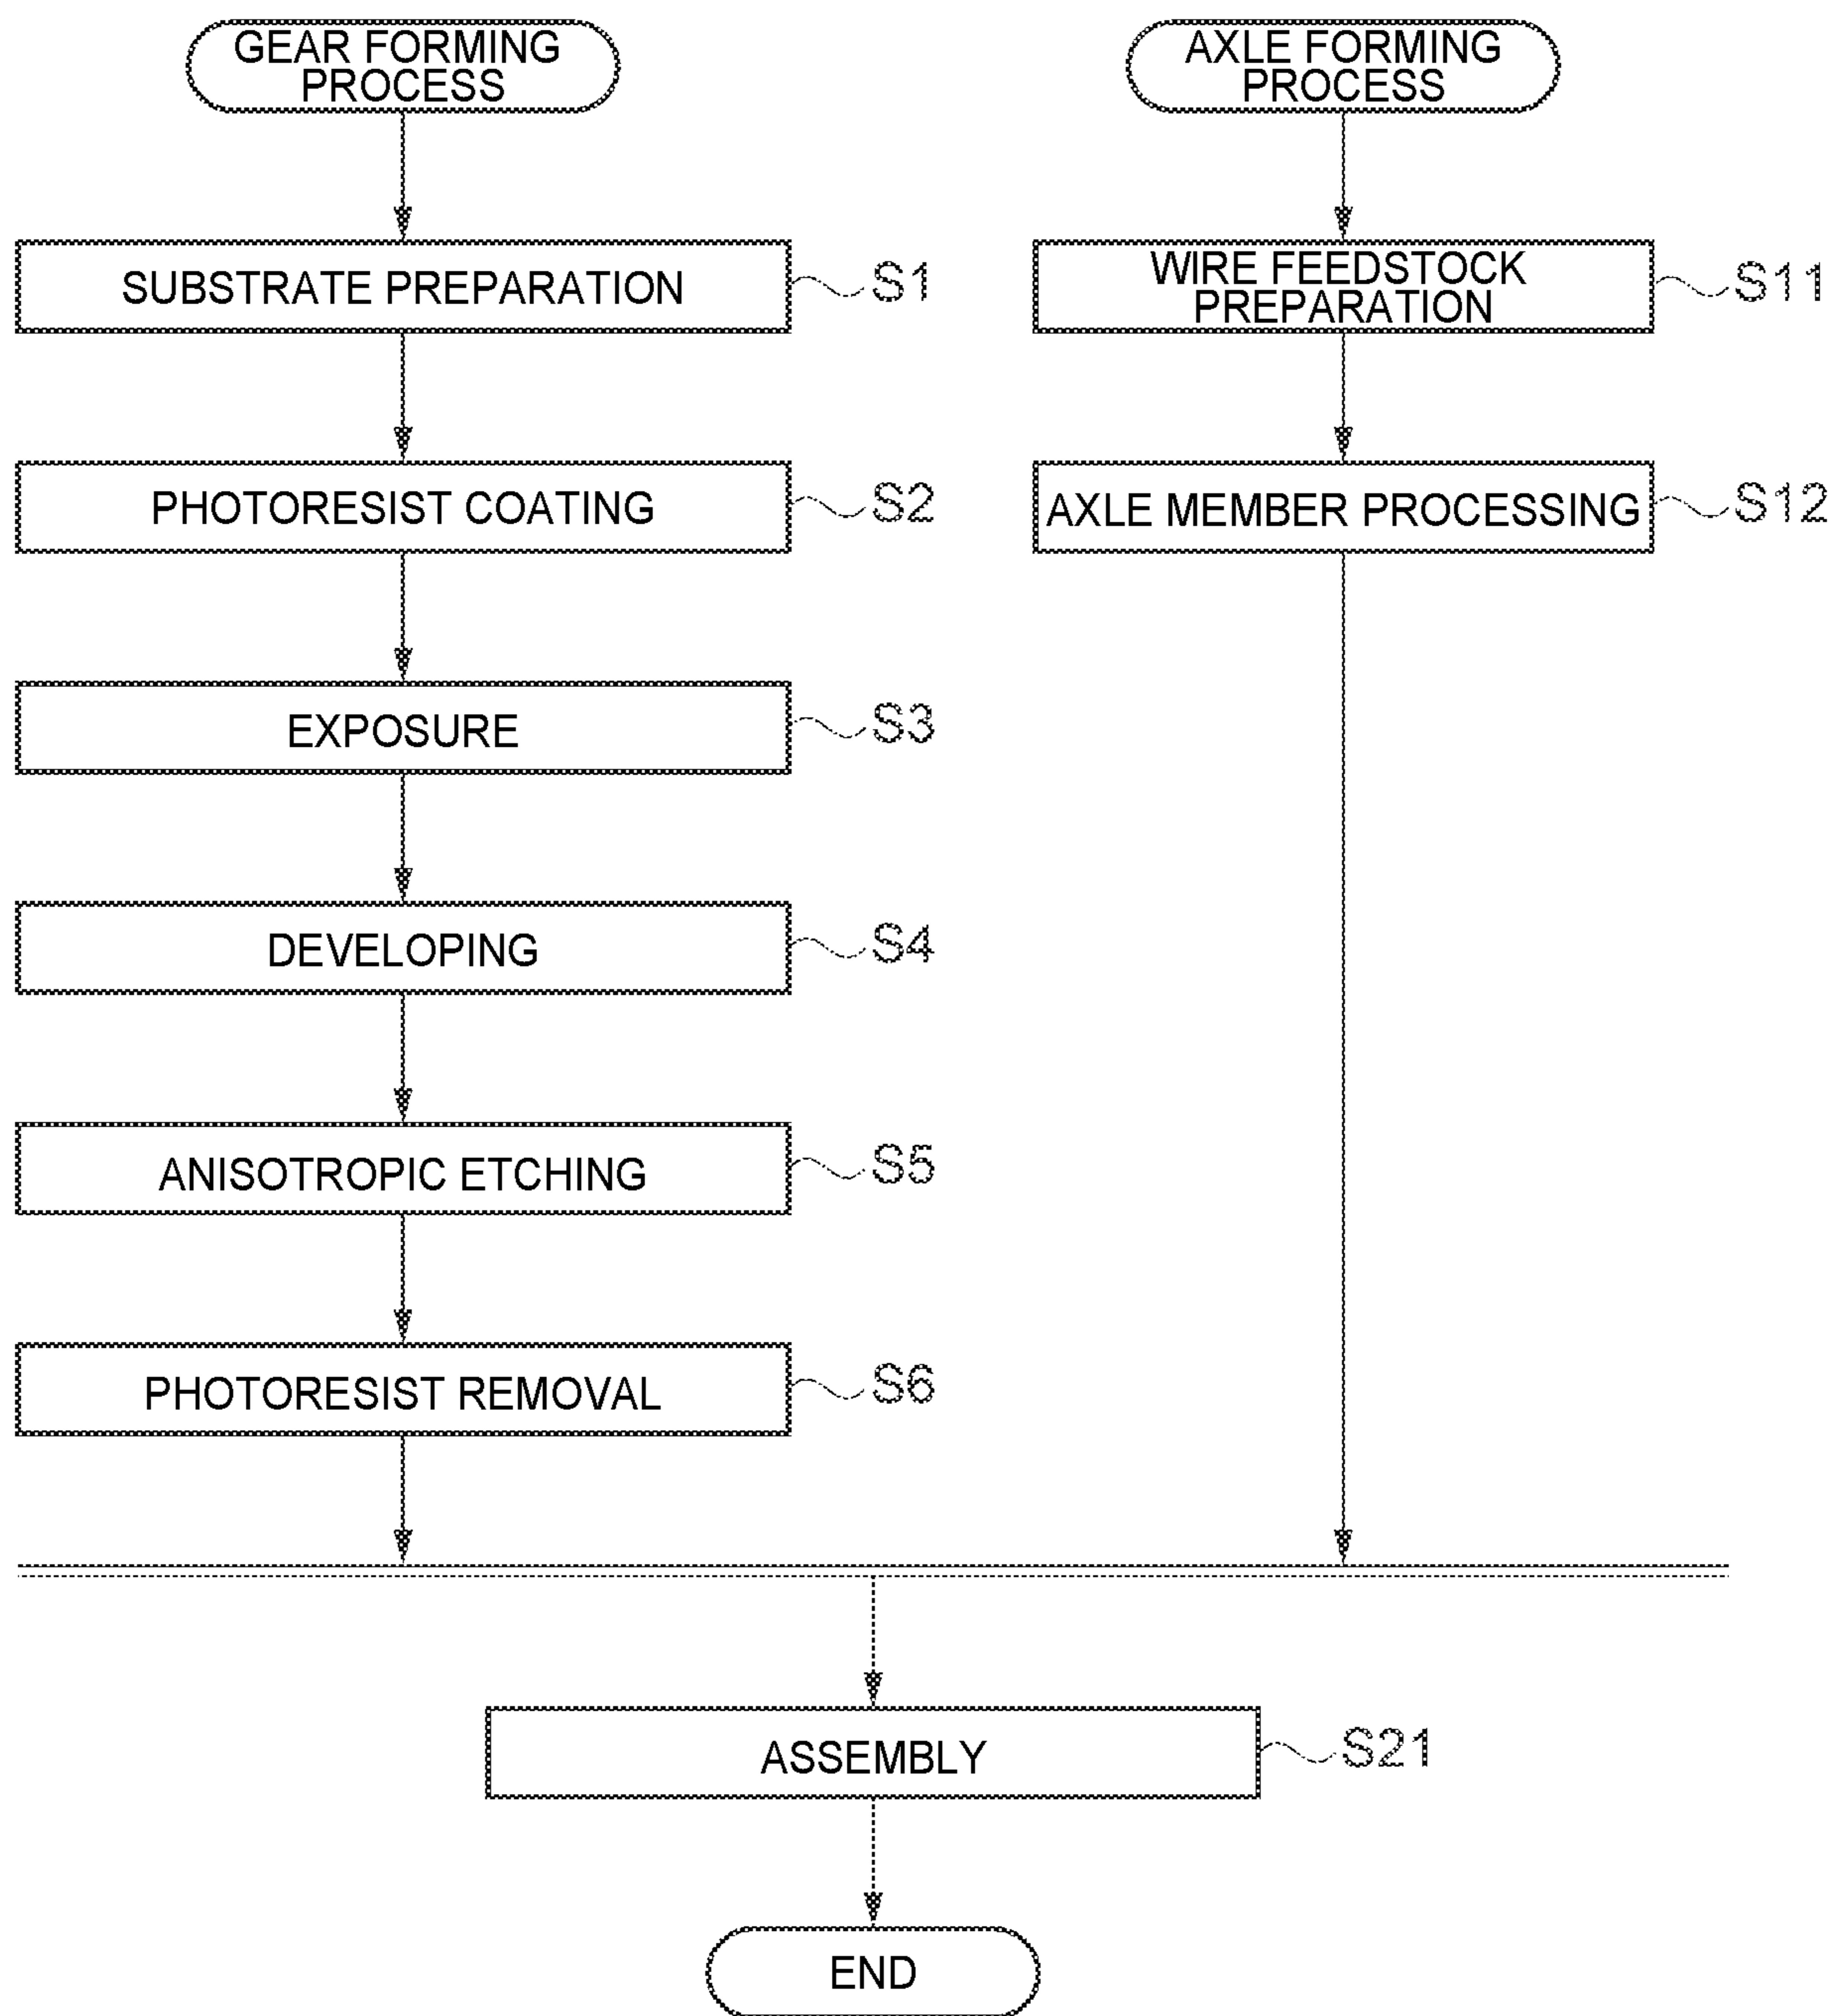 GEAR FORMING
PROCESS
SUBSTRATE PREPARATION
S1
PHOTORESIST COATING
S2
EXPOSURE
S3
DEVELOPING
S4
ANISOTROPIC ETCHING
S5
PHOTORESIST REMOVAL
S6
AXLE FORMING
PROCESS
WIRE FEEDSTOCK
PREPARATION
S11
AXLE MEMBER PROCESSING
S12
ASSEMBLY
S21
END